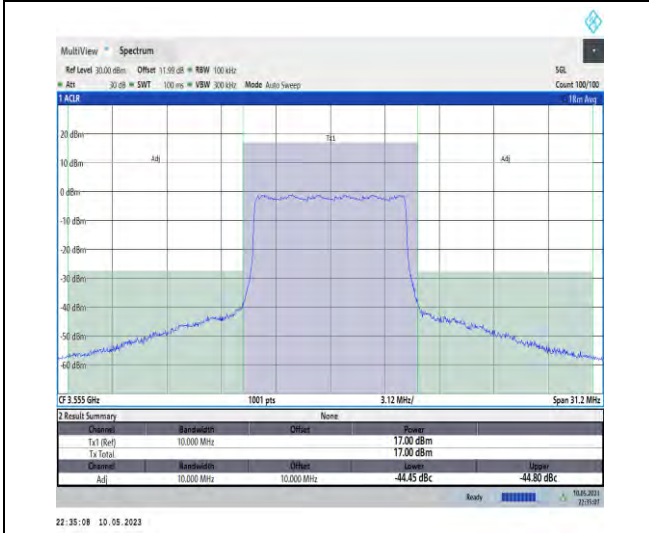 MultiView Spectrum
Ref Level 30.00 dBm Offset 11.99 dB RBW 100 kHz SGL
Att 30 dB SWT 100 ms VBW 300 kHz Mode Auto Sweep Count 100/100
1 ACLR 1Rm Avg
Tx1
20 dBm
Adj Adj
10 dBm
0 dBm
-10 dBm
-20 dBm
-30 dBm
-40 dBm
-50 dBm
-60 dBm
CF 3.555 GHz 1001 pts 3.12 MHz/ Span 31.2 MHz
2 Result Summary None
Channel Bandwidth Offset Power
Tx1 (Ref) 10.000 MHz 17.00 dBm
Tx Total 17.00 dBm
Channel Bandwidth Offset Lower Upper
Adj 10.000 MHz 10.000 MHz -44.45 dBc -44.80 dBc
Ready 10.05.2023
22:35:07
22:35:08 10.05.2023